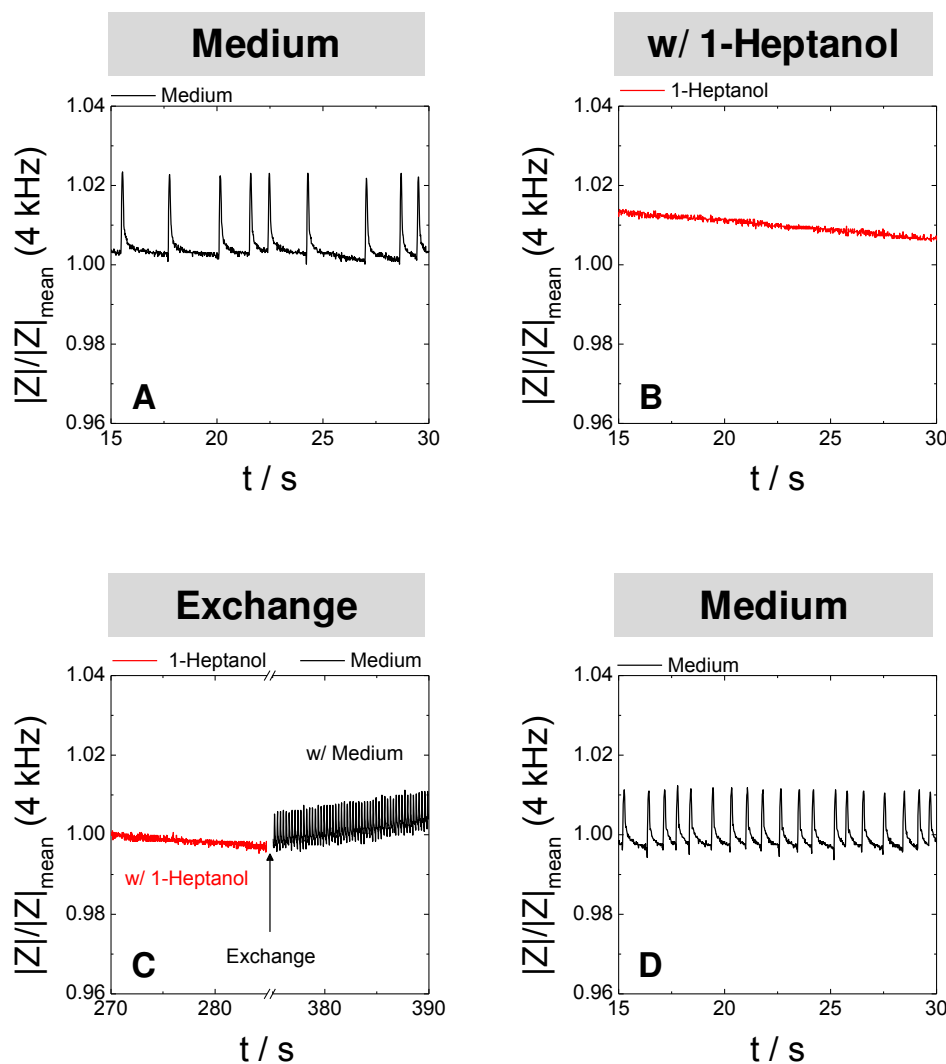 Medium
Medium
1.04
1.02
1.00
0.98
0.96
|Z|/|Z|mean (4 kHz)
A
15 20 25 30
t / s
w/ 1-Heptanol
1-Heptanol
1.04
1.02
1.00
0.98
0.96
|Z|/|Z|mean (4 kHz)
B
15 20 25 30
t / s
Exchange
1-Heptanol Medium
1.04
1.02
1.00
0.98
0.96
|Z|/|Z|mean (4 kHz)
w/ Medium
w/ 1-Heptanol
Exchange
C
270 280 380 390
t / s
Medium
Medium
1.04
1.02
1.00
0.98
0.96
|Z|/|Z|mean (4 kHz)
D
15 20 25 30
t / s